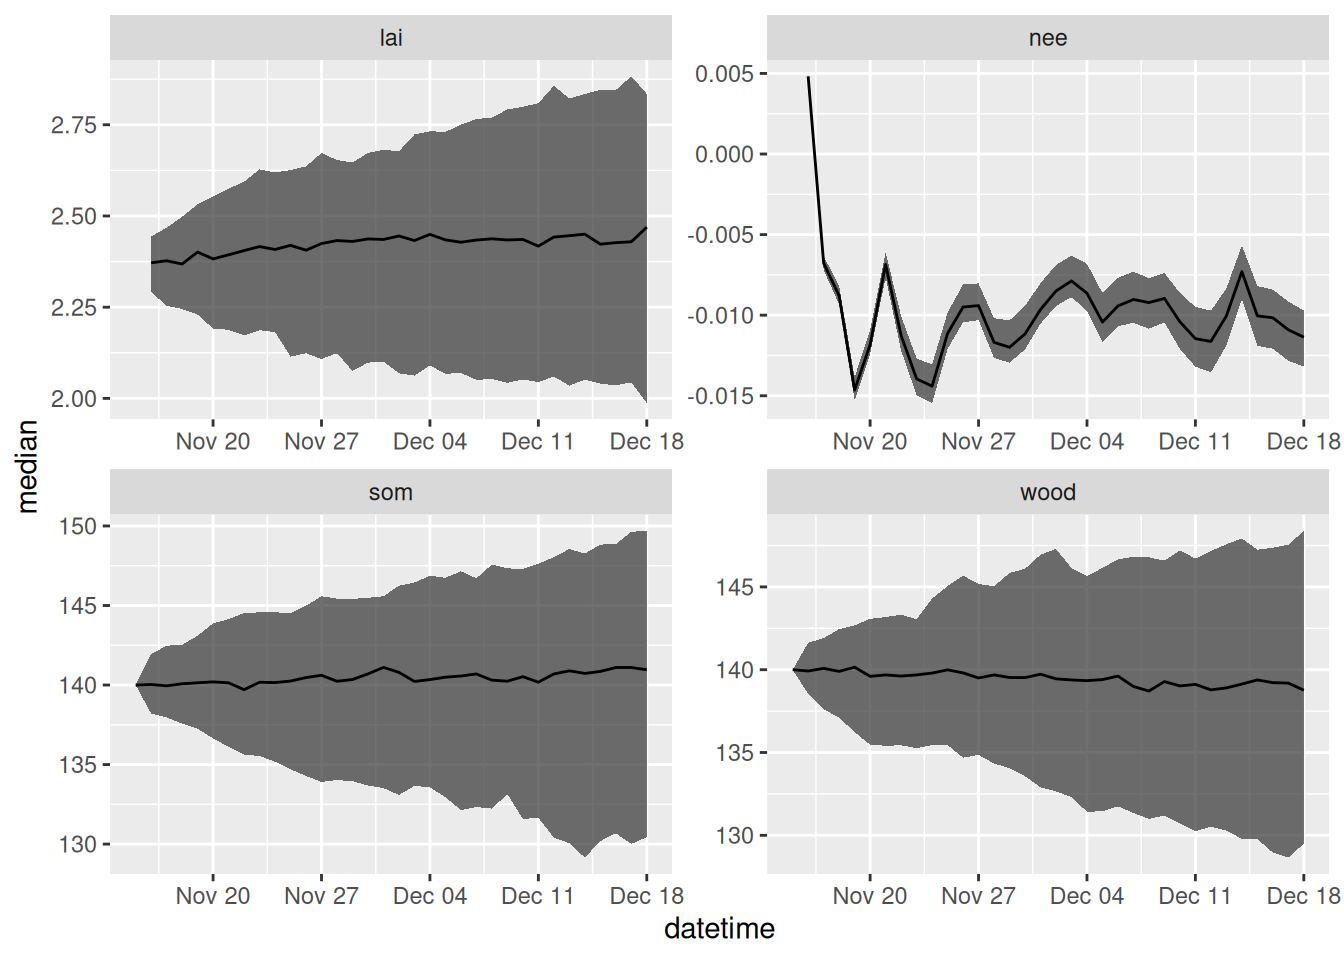 lai
nee
2.75
2.50
2.25
2.00
0.005
0.000
-0.005
-0.010
-0.015
Nov 20 Nov 27 Dec 04 Dec 11 Dec 18
Nov 20 Nov 27 Dec 04 Dec 11 Dec 18
median
som
wood
150
145
140
135
130
145
140
135
130
Nov 20 Nov 27 Dec 04 Dec 11 Dec 18
Nov 20 Nov 27 Dec 04 Dec 11 Dec 18
datetime